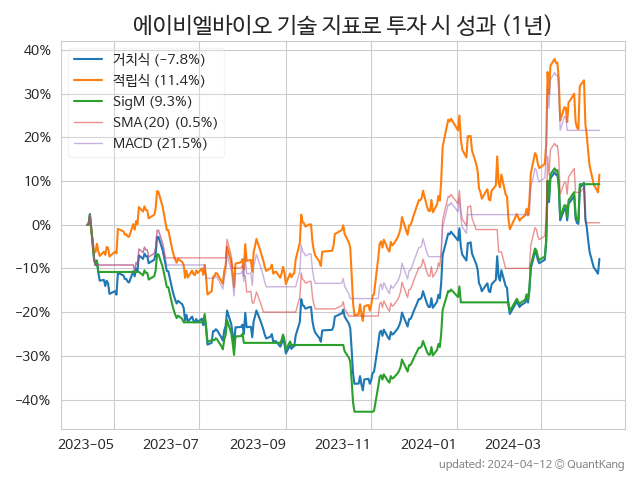 에이비엘바이오 기술 지표로 투자 시 성과 (1년)
거치식 (−7.8%)
적립식 (11.4%)
SigM (9.3%)
SMA(20) (0.5%)
MACD (21.5%)
40%
30%
20%
10%
0%
−10%
−20%
−30%
−40%
2023-05 2023-07 2023-09 2023-11 2024-01 2024-03
updated: 2024-04-12 © QuantKang